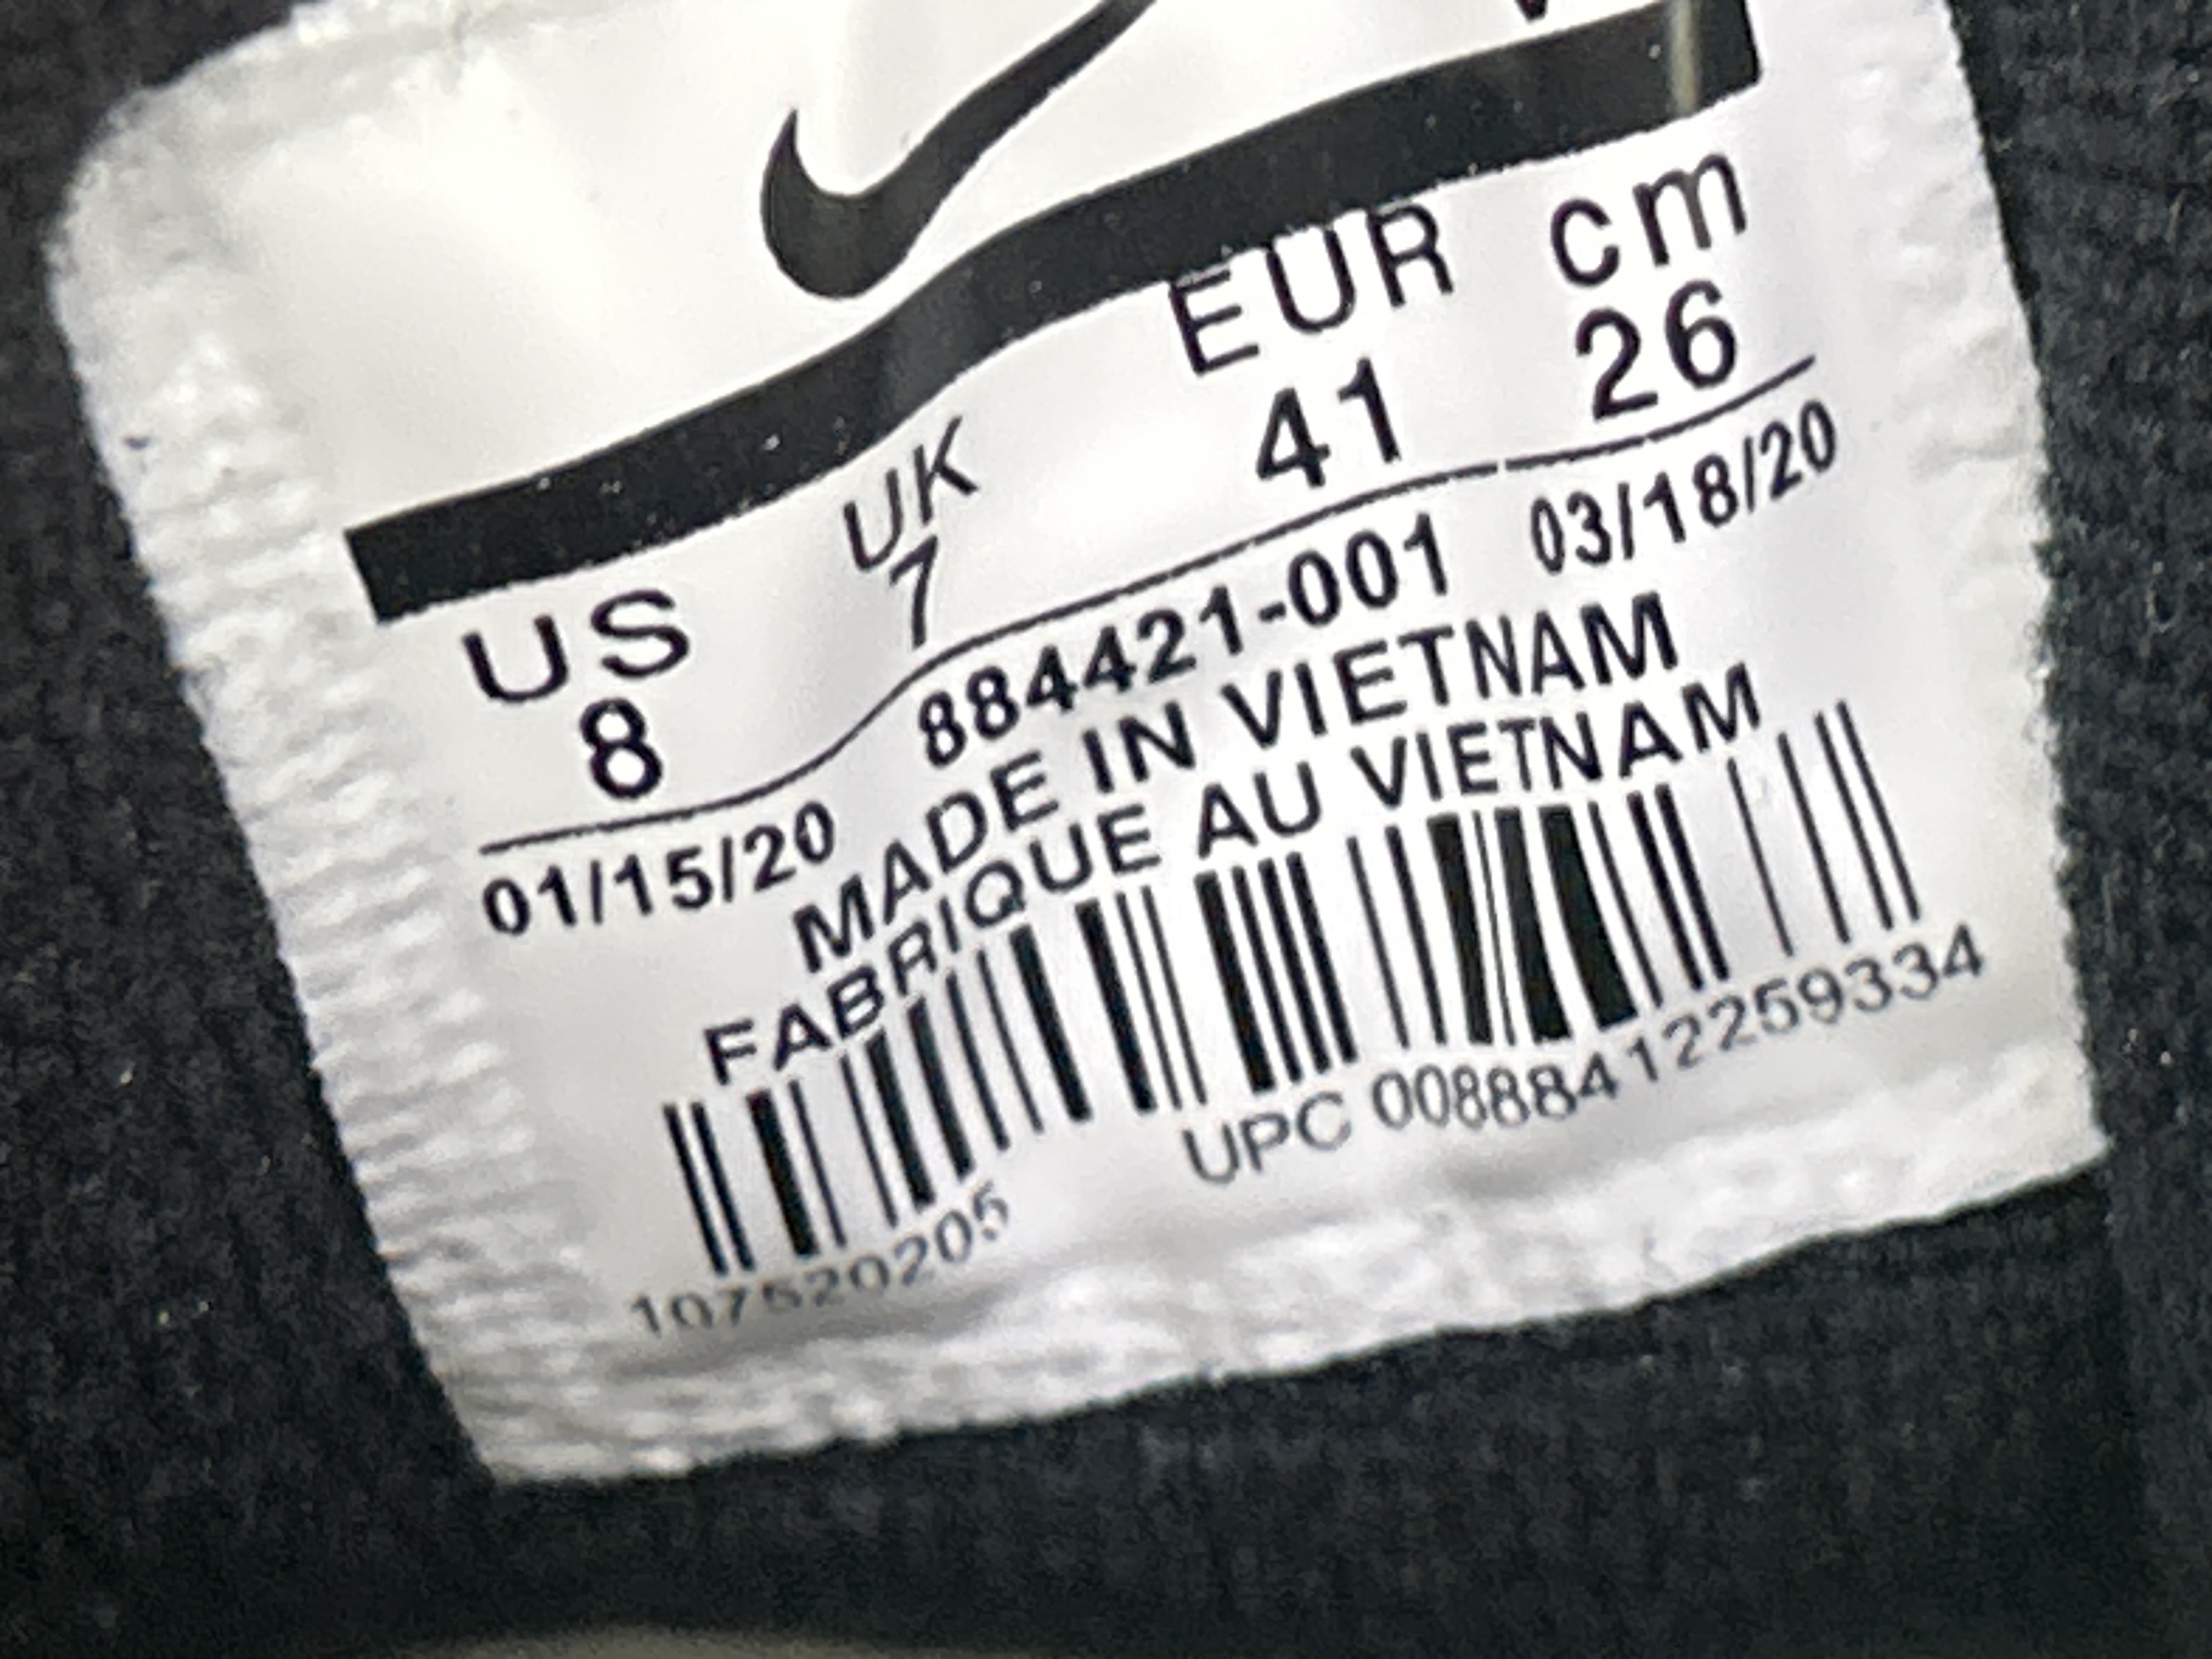 US UK EUR cm
8 7 41 26
01/15/20 884421-001 03/18/20
MADE IN VIETNAM
FABRIQUE AU VIETNAM
107520205 UPC 00888412259334